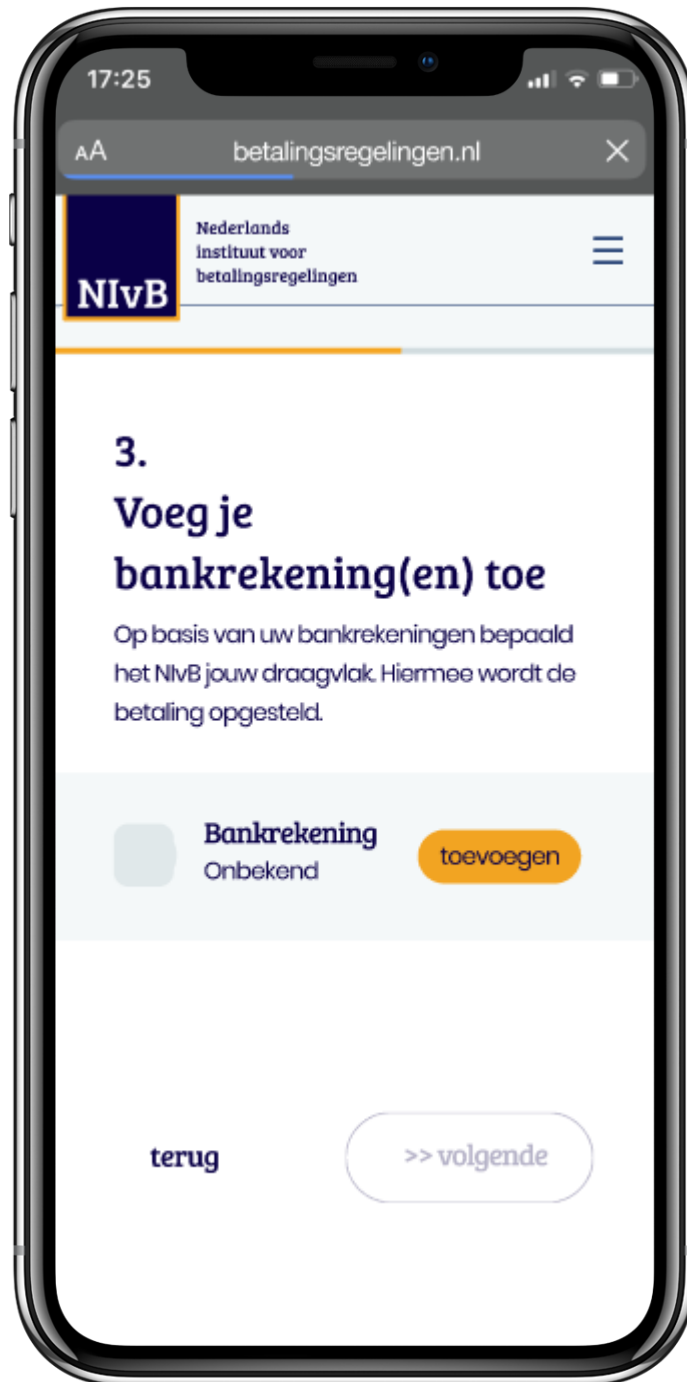 17:25
AA betalingsregelingen.nl
NIvB
Nederlands
instituut voor
betalingsregelingen
3.
Voeg je
bankrekening(en) toe
Op basis van uw bankrekeningen bepaald
het NIvB jouw draagvlak. Hiermee wordt de
betaling opgesteld.
Bankrekening
Onbekend
toevoegen
terug
>> volgende